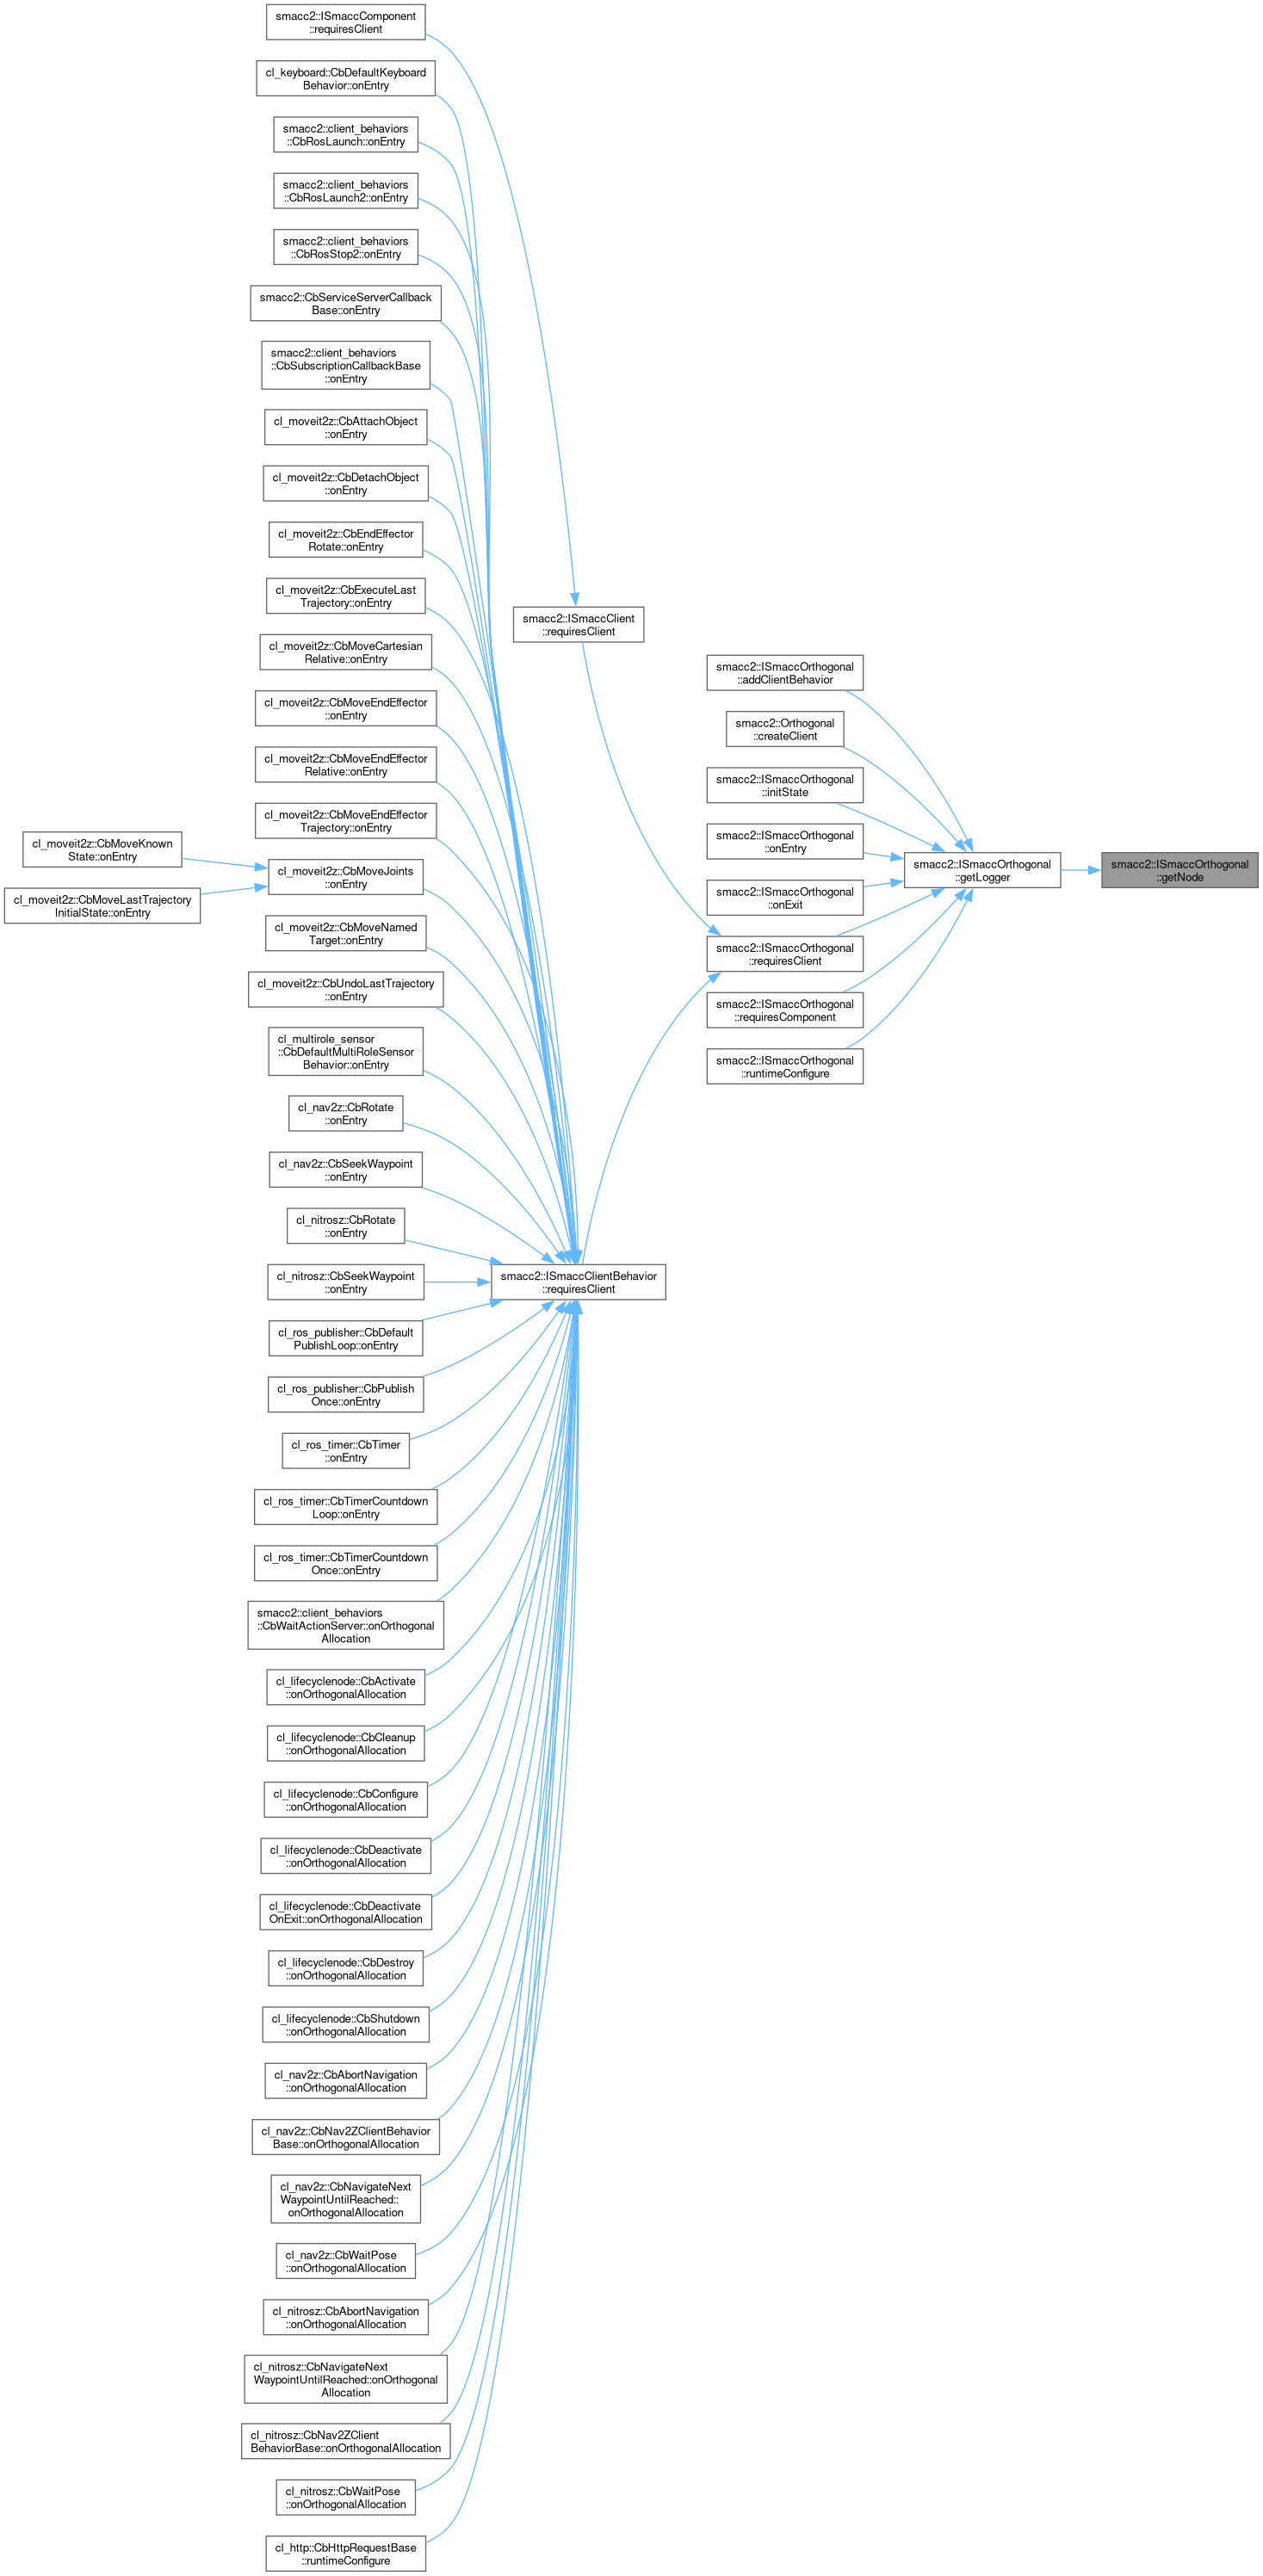 smacc2::ISmaccComponent
::requiresClient
cl_keyboard::CbDefaultKeyboard
Behavior::onEntry
smacc2::client_behaviors
::CbRosLaunch::onEntry
smacc2::client_behaviors
::CbRosLaunch2::onEntry
smacc2::client_behaviors
::CbRosStop2::onEntry
smacc2::CbServiceServerCallback
Base::onEntry
smacc2::client_behaviors
::CbSubscriptionCallbackBase
::onEntry
cl_moveit2z::CbAttachObject
::onEntry
cl_moveit2z::CbDetachObject
::onEntry
cl_moveit2z::CbEndEffector
Rotate::onEntry
cl_moveit2z::CbExecuteLast
Trajectory::onEntry
cl_moveit2z::CbMoveCartesian
Relative::onEntry
cl_moveit2z::CbMoveEndEffector
::onEntry
cl_moveit2z::CbMoveEndEffector
Relative::onEntry
cl_moveit2z::CbMoveEndEffector
Trajectory::onEntry
cl_moveit2z::CbMoveKnown
State::onEntry
cl_moveit2z::CbMoveLastTrajectory
InitialState::onEntry
cl_moveit2z::CbMoveJoints
::onEntry
cl_moveit2z::CbMoveNamed
Target::onEntry
cl_moveit2z::CbUndoLastTrajectory
::onEntry
cl_multirole_sensor
::CbDefaultMultiRoleSensor
Behavior::onEntry
cl_nav2z::CbRotate
::onEntry
cl_nav2z::CbSeekWaypoint
::onEntry
cl_nitrosz::CbRotate
::onEntry
cl_nitrosz::CbSeekWaypoint
::onEntry
cl_ros_publisher::CbDefault
PublishLoop::onEntry
cl_ros_publisher::CbPublish
Once::onEntry
cl_ros_timer::CbTimer
::onEntry
cl_ros_timer::CbTimerCountdown
Loop::onEntry
cl_ros_timer::CbTimerCountdown
Once::onEntry
smacc2::client_behaviors
::CbWaitActionServer::onOrthogonal
Allocation
cl_lifecyclenode::CbActivate
::onOrthogonalAllocation
cl_lifecyclenode::CbCleanup
::onOrthogonalAllocation
cl_lifecyclenode::CbConfigure
::onOrthogonalAllocation
cl_lifecyclenode::CbDeactivate
::onOrthogonalAllocation
cl_lifecyclenode::CbDeactivate
OnExit::onOrthogonalAllocation
cl_lifecyclenode::CbDestroy
::onOrthogonalAllocation
cl_lifecyclenode::CbShutdown
::onOrthogonalAllocation
cl_nav2z::CbAbortNavigation
::onOrthogonalAllocation
cl_nav2z::CbNav2ZClientBehavior
Base::onOrthogonalAllocation
cl_nav2z::CbNavigateNext
WaypointUntilReached::
onOrthogonalAllocation
cl_nav2z::CbWaitPose
::onOrthogonalAllocation
cl_nitrosz::CbAbortNavigation
::onOrthogonalAllocation
cl_nitrosz::CbNavigateNext
WaypointUntilReached::onOrthogonal
Allocation
cl_nitrosz::CbNav2ZClient
BehaviorBase::onOrthogonalAllocation
cl_nitrosz::CbWaitPose
::onOrthogonalAllocation
cl_http::CbHttpRequestBase
::runtimeConfigure
smacc2::ISmaccClient
::requiresClient
smacc2::ISmaccClientBehavior
::requiresClient
smacc2::ISmaccOrthogonal
::addClientBehavior
smacc2::Orthogonal
::createClient
smacc2::ISmaccOrthogonal
::initState
smacc2::ISmaccOrthogonal
::onEntry
smacc2::ISmaccOrthogonal
::onExit
smacc2::ISmaccOrthogonal
::requiresClient
smacc2::ISmaccOrthogonal
::requiresComponent
smacc2::ISmaccOrthogonal
::runtimeConfigure
smacc2::ISmaccOrthogonal
::getLogger
smacc2::ISmaccOrthogonal
::getNode